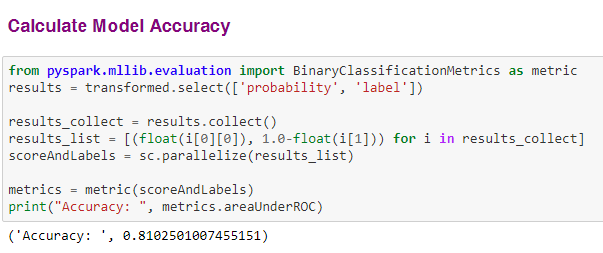 Calculate Model Accuracy
from pyspark.mllib.evaluation import BinaryClassificationMetrics as metric
results = transformed.select(['probability', 'label'])
results_collect = results.collect()
results_list = [(float(i[0][0]), 1.0-float(i[1])) for i in results_collect]
scoreAndLabels = sc.parallelize(results_list)
metrics = metric(scoreAndLabels)
print("Accuracy: ", metrics.areaUnderROC)
('Accuracy: ', 0.8102501007455151)